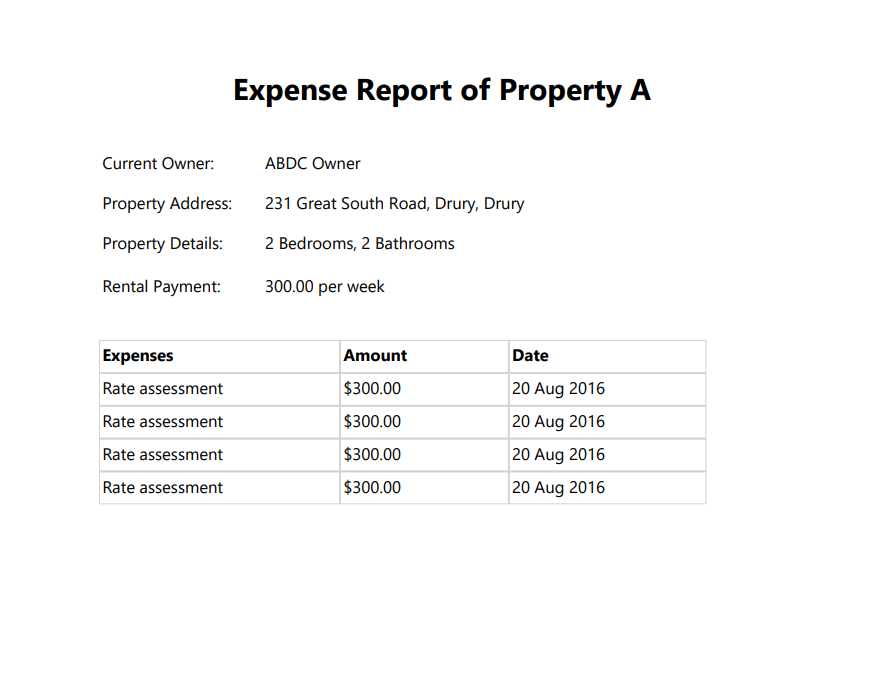 Expense Report of Property A
Current Owner: ABDC Owner
Property Address: 231 Great South Road, Drury, Drury
Property Details: 2 Bedrooms, 2 Bathrooms
Rental Payment: 300.00 per week
Expenses Amount Date
Rate assessment $300.00 20 Aug 2016
Rate assessment $300.00 20 Aug 2016
Rate assessment $300.00 20 Aug 2016
Rate assessment $300.00 20 Aug 2016